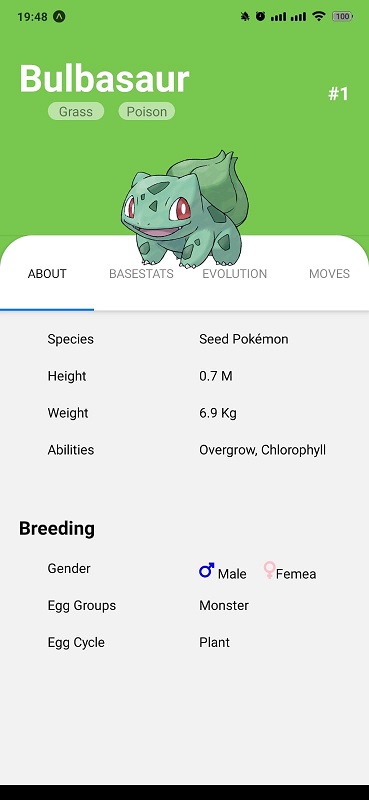 19:48 100
Bulbasaur
#1
Grass Poison
ABOUT BASESTATS EVOLUTION MOVES
Species Seed Pokémon
Height 0.7 M
Weight 6.9 Kg
Abilities Overgrow, Chlorophyll
Breeding
Gender Male Femea
Egg Groups Monster
Egg Cycle Plant